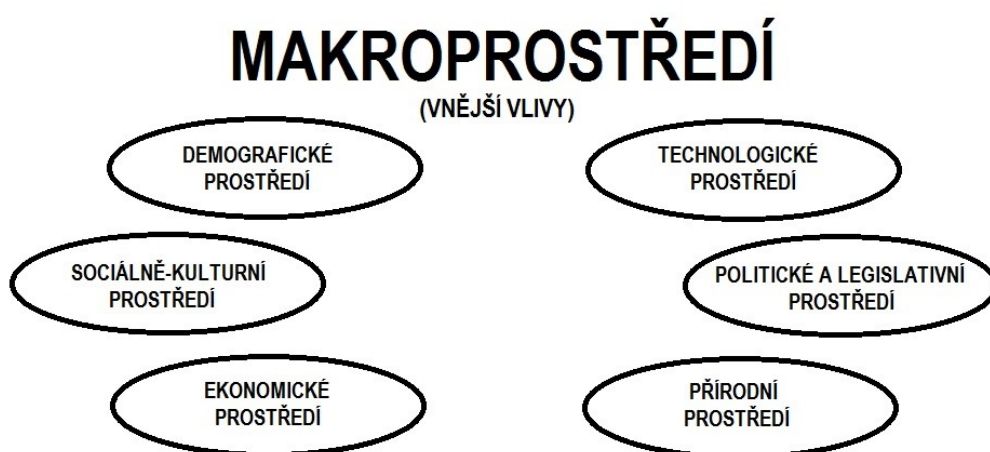 MAKROPROSTŘEDÍ
(VNĚJŠÍ VLIVY)
DEMOGRAFICKÉ
PROSTŘEDÍ
TECHNOLOGICKÉ
PROSTŘEDÍ
SOCIÁLNĚ-KULTURNÍ
PROSTŘEDÍ
POLITICKÉ A LEGISLATIVNÍ
PROSTŘEDÍ
EKONOMICKÉ
PROSTŘEDÍ
PŘÍRODNÍ
PROSTŘEDÍ